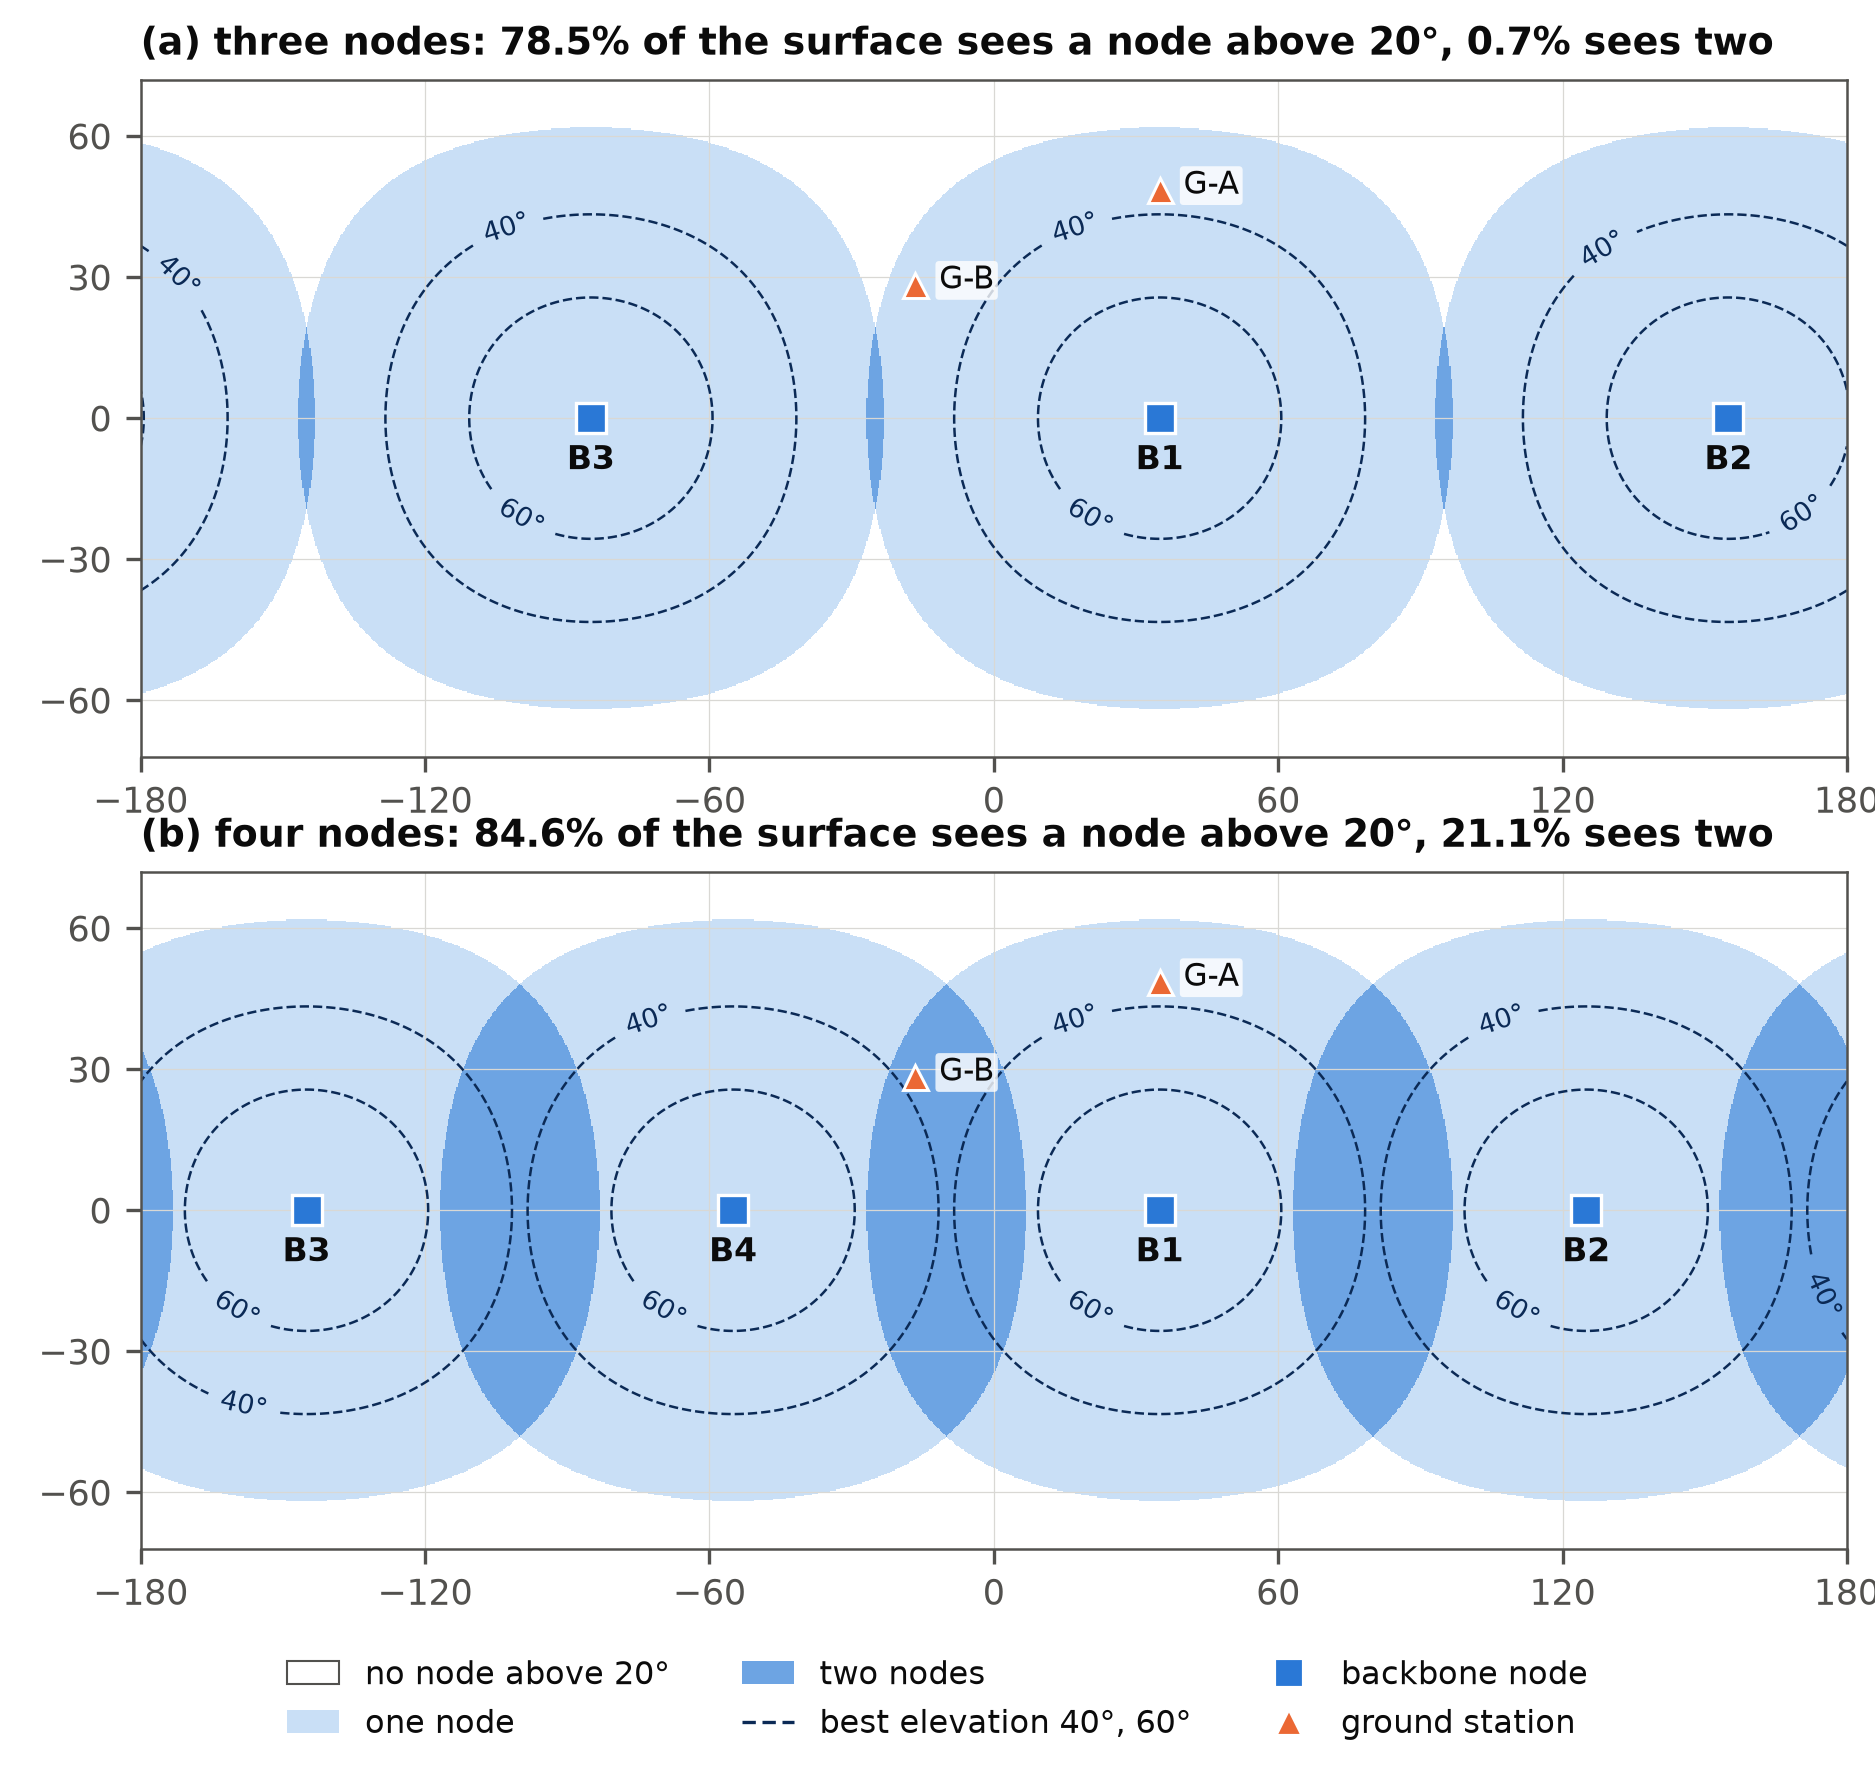 (a) three nodes: 78.5% of the surface sees a node above 20°, 0.7% sees two
60
G-A
40°
40°
40°
40°
30
G-B
0
B3
B1
B2
60°
60°
60°
−30
−60
−180
−120
−60
0
60
120
180
(b) four nodes: 84.6% of the surface sees a node above 20°, 21.1% sees two
60
G-A
40°
40°
40°
30
G-B
0
B3
B4
B1
B2
60°
60°
60°
60°
40°
−30
40°
−60
−180
−120
−60
0
60
120
180
no node above 20°
two nodes
backbone node
one node
best elevation 40°, 60°
ground station